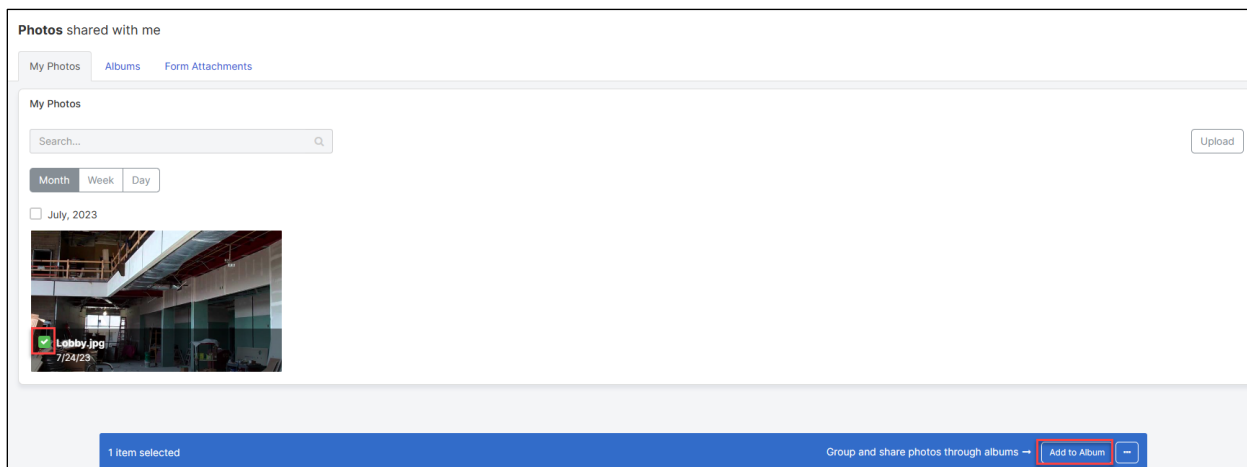 Photos shared with me
My Photos Albums Form Attachments
My Photos
Search... Upload
Month Week Day
July, 2023
Lobby.jpg
7/24/23
1 item selected Group and share photos through albums → Add to Album ···